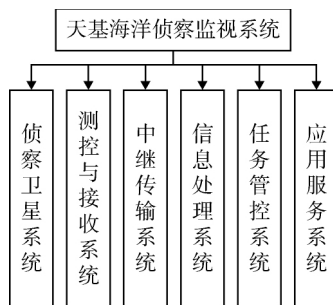 天基海洋侦察监视系统
侦察卫星系统
测控与接收系统
中继传输系统
信息处理系统
任务管控系统
应用服务系统